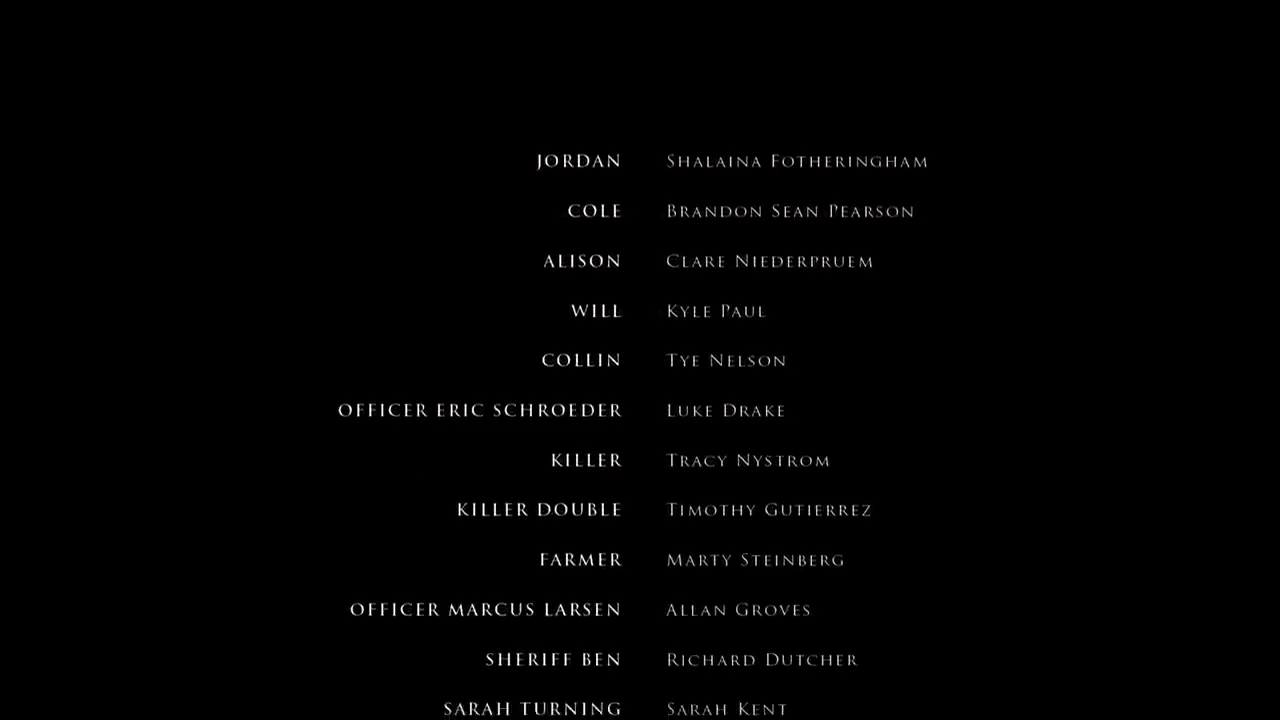 JORDAN SHALAINA FOTHERINGHAM
COLE BRANDON SEAN PEARSON
ALISON CLARE NIEDERPRUEM
WILL KYLE PAUL
COLLIN TYE NELSON
OFFICER ERIC SCHROEDER LUKE DRAKE
KILLER TRACY NYSTROM
KILLER DOUBLE TIMOTHY GUTIERREZ
FARMER MARTY STEINBERG
OFFICER MARCUS LARSEN ALLAN GROVES
SHERIFF BEN RICHARD DUTCHER
SARAH TURNING SARAH KENT